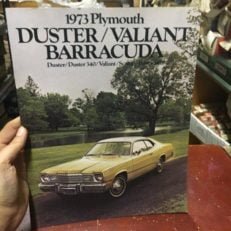 1973 Plymouth
DUSTER/VALIANT
BARRACUDA
Duster/Duster 340/Valiant/